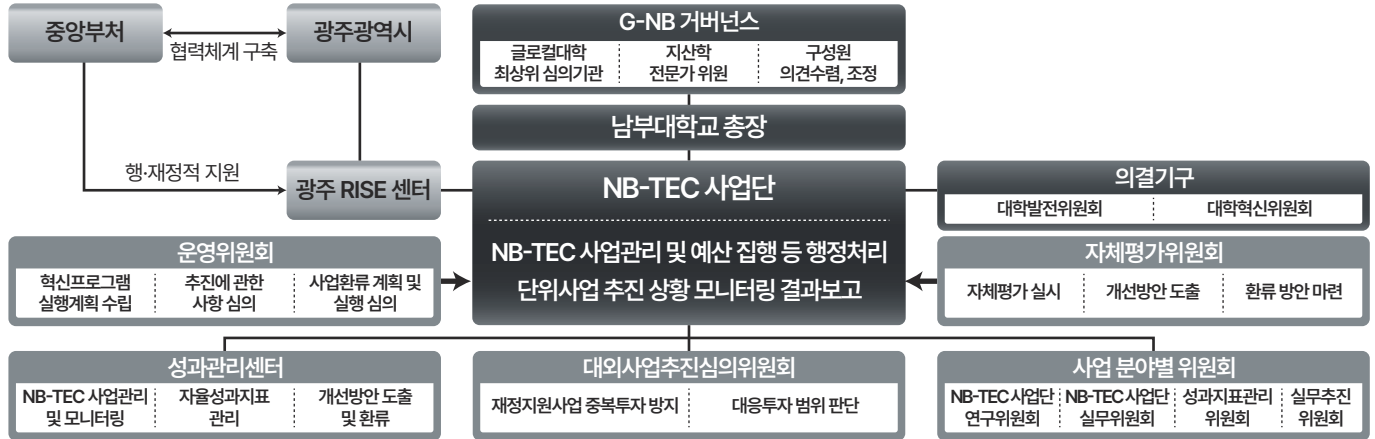 중앙부처
협력체계 구축
광주광역시
행·재정적 지원
광주 RISE 센터
G-NB 거버넌스
글로컬대학
최상위 심의기관
지산학
전문가 위원
구성원
의견수렴, 조정
남부대학교 총장
NB-TEC 사업단
NB-TEC 사업관리 및 예산 집행 등 행정처리
단위사업 추진 상황 모니터링 결과보고
의결기구
대학발전위원회
대학혁신위원회
운영위원회
혁신프로그램
실행계획 수립
추진에 관한
사항 심의
사업환류 계획 및
실행 심의
자체평가위원회
자체평가 실시
개선방안 도출
환류 방안 마련
성과관리센터
NB-TEC 사업관리
및 모니터링
자율성과지표
관리
개선방안 도출
및 환류
대외사업추진심의위원회
재정지원사업 중복투자 방지
대응투자 범위 판단
사업 분야별 위원회
NB-TEC 사업단
연구위원회
NB-TEC 사업단
실무위원회
성과지표관리
위원회
실무추진
위원회